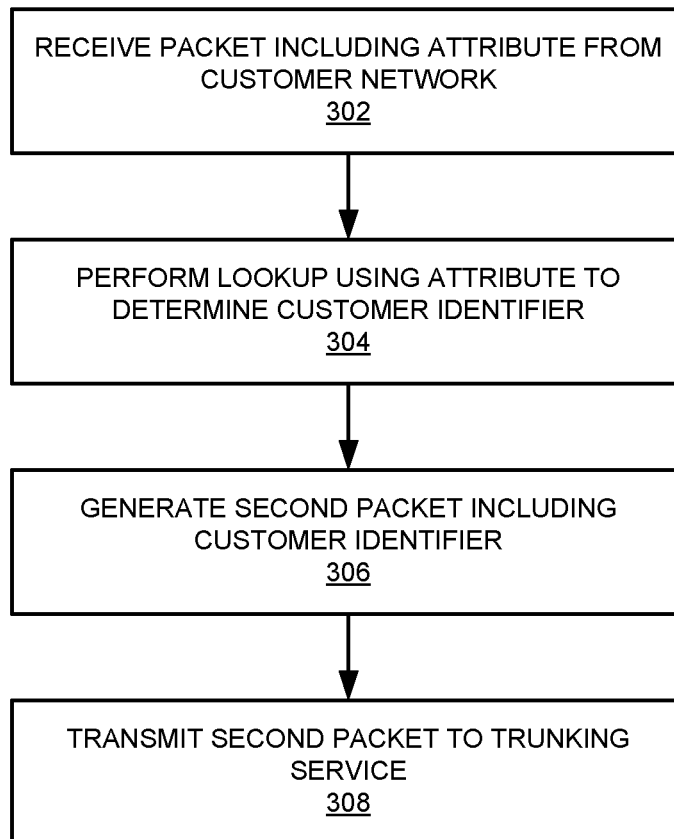 RECEIVE PACKET INCLUDING ATTRIBUTE FROM
CUSTOMER NETWORK
302
PERFORM LOOKUP USING ATTRIBUTE TO
DETERMINE CUSTOMER IDENTIFIER
304
GENERATE SECOND PACKET INCLUDING
CUSTOMER IDENTIFIER
306
TRANSMIT SECOND PACKET TO TRUNKING
SERVICE
308